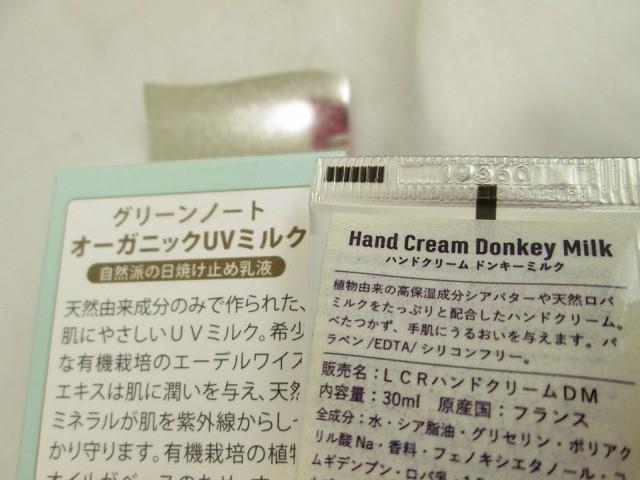 グリーンノート
オーガニックUVミルク
自然派の日焼け止め乳液
天然由来成分のみで作られた、
肌にやさしいUVミルク。希少
な有機栽培のエーデルワイス
エキスは肌に潤いを与え、天然
ミネラルが肌を紫外線からしっ
かり守ります。有機栽培の植物
オイルがベースのため、す
Hand Cream Donkey Milk
ハンドクリーム ドンキーミルク
植物由来の高保湿成分シアバターや天然ロバ
ミルクをたっぷりと配合したハンドクリーム。
べたつかず、手肌にうるおいを与えます。パ
ラベン/EDTA/シリコンフリー。
販売名：LCRハンドクリームDM
内容量：30ml 原産国：フランス
全成分：水・シア脂油・グリセリン・ポリアク
リル酸Na・香料・フェノキシエタノール・コ
ムギデンプン・ロバ乳・